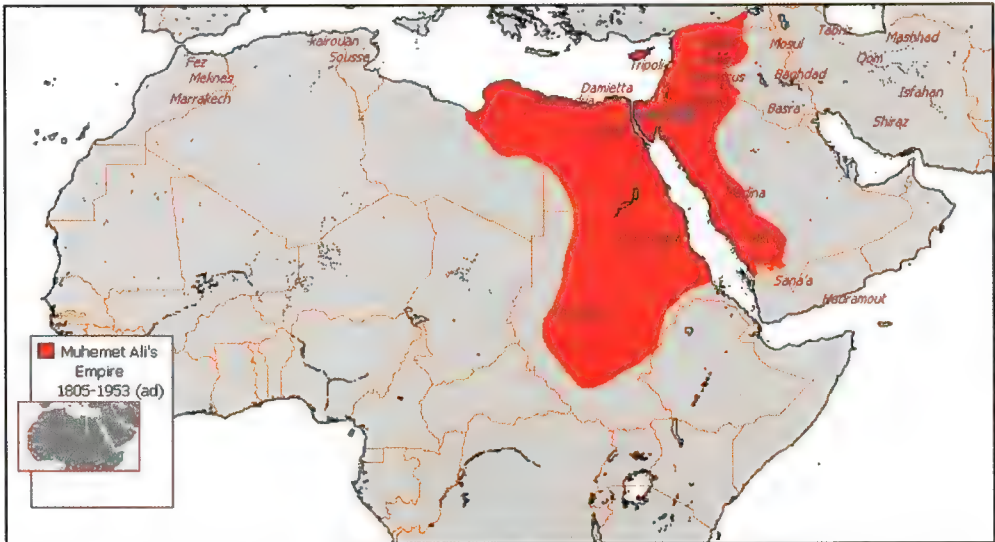 kairouan
Tabriz
Mashhad
Fez
Sousse
Mosul
Qom
Meknes
Tripoli
Baghdad
Marrakech
Damietta
Isfahan
Basra
Shiraz
Medina
Sana'a
Hadramout
Muhemet Ali's
Empire
1805-1953 (ad)